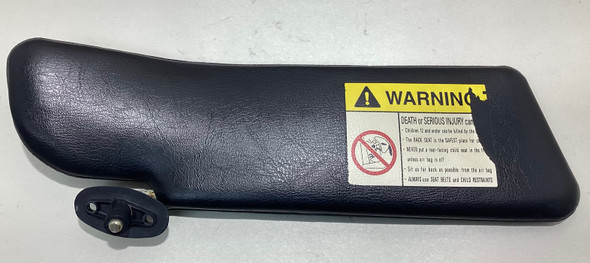 WARNING
DEATH or SERIOUS INJURY can
• Children 12 and under can be killed by the
• The BACK SEAT is the SAFEST place for
• NEVER put a rear-facing child seat in the
unless air bag is off
• Sit as far back as possible from the air bag
• ALWAYS use SEAT BELTS and CHILD RESTRAINTS